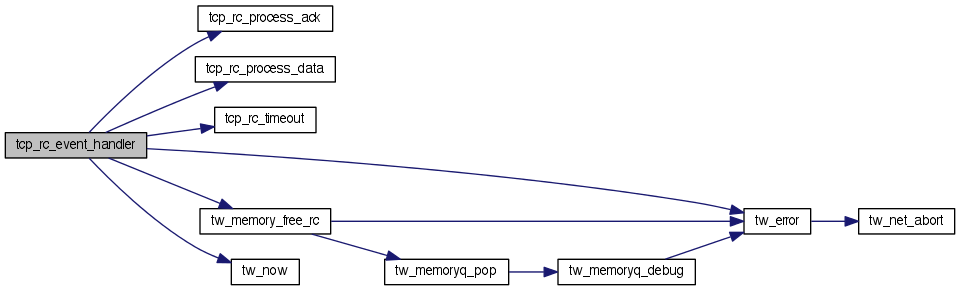 tcp_rc_process_ack
tcp_rc_process_data
tcp_rc_timeout
tcp_rc_event_handler
tw_memory_free_rc
tw_error
tw_net_abort
tw_now
tw_memoryq_pop
tw_memoryq_debug